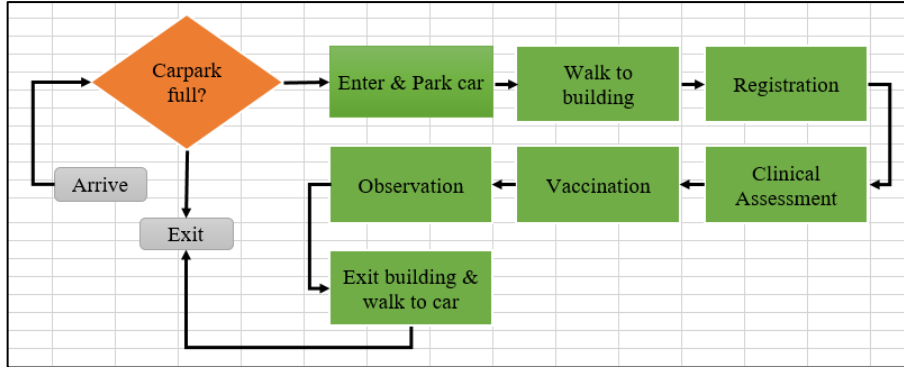 Carpark
full?
Enter & Park car
Walk to
building
Registration
Arrive
Observation
Vaccination
Clinical
Assessment
Exit
Exit building &
walk to car